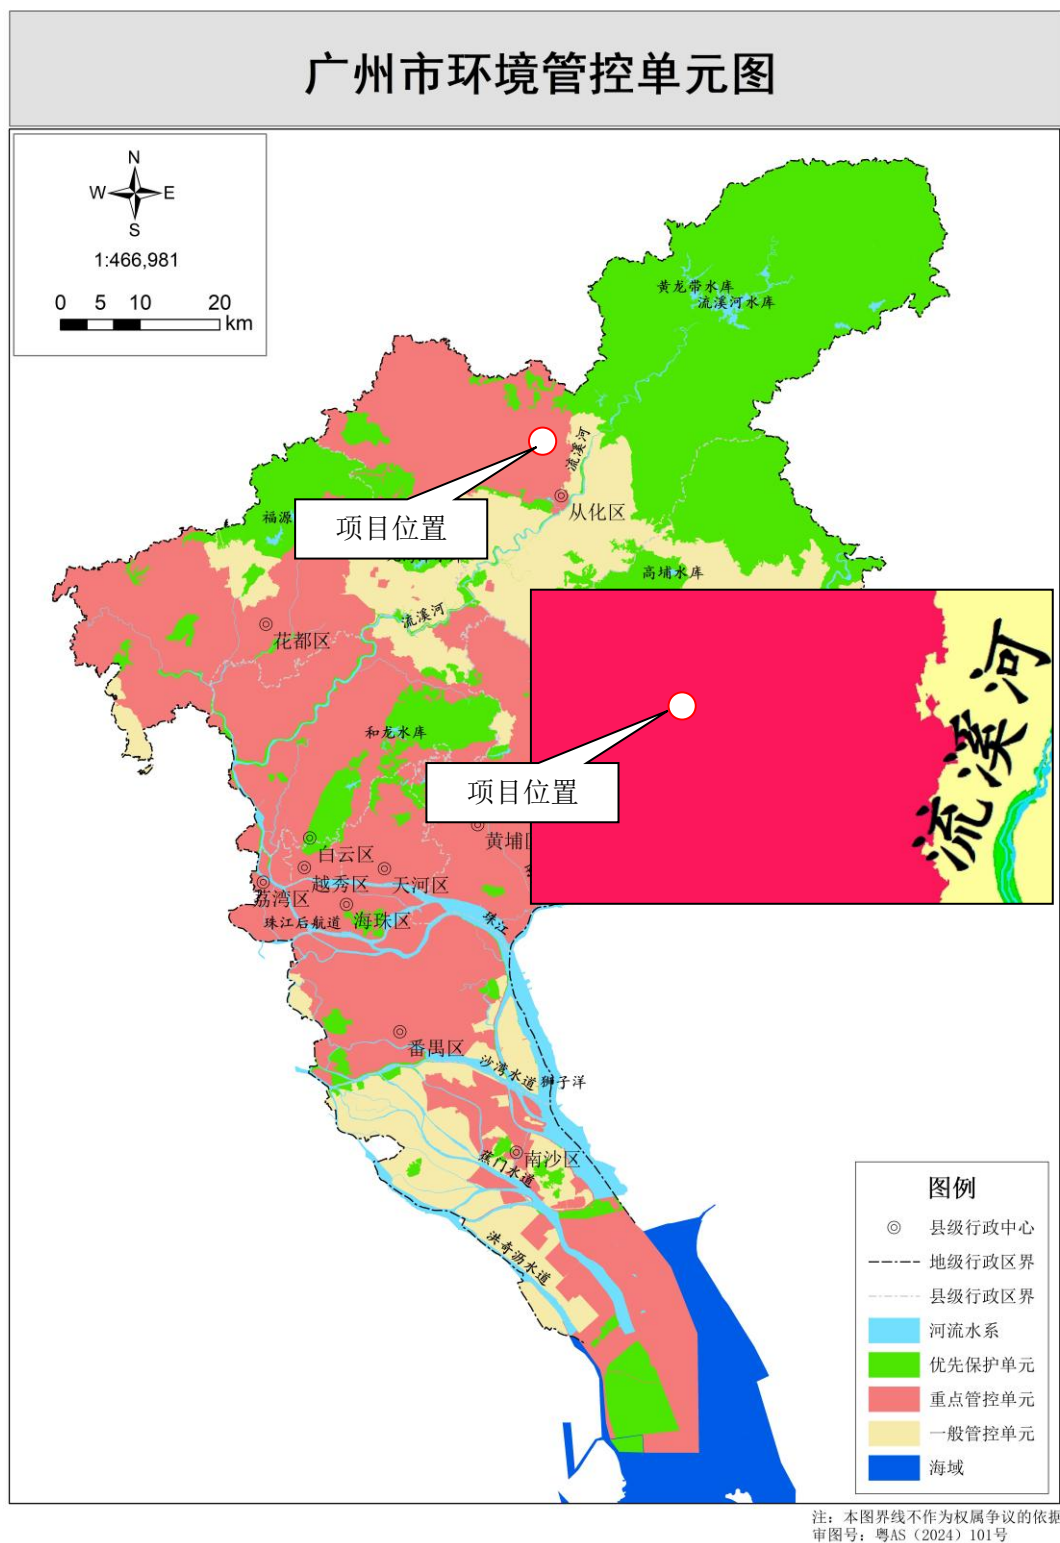 广州市环境管控单元图
N
W E
S
1:466,981
0 5 10 20
km
黄龙带水库
流溪河水库
流溪河
从化区
项目位置
福源
高埔水库
流溪河
花都区
和龙水库
流溪河
项目位置
黄埔
白云区
越秀区
天河区
荔湾区
海珠区
珠江后航道
珠江
番禺区
沙湾水道
狮子洋
南沙区
蕉门水道
洪奇沥水道
图例
县级行政中心
地级行政区界
县级行政区界
河流水系
优先保护单元
重点管控单元
一般管控单元
海域
注: 本图界线不作为权属争议的依据
审图号: 粤AS（2024）101号